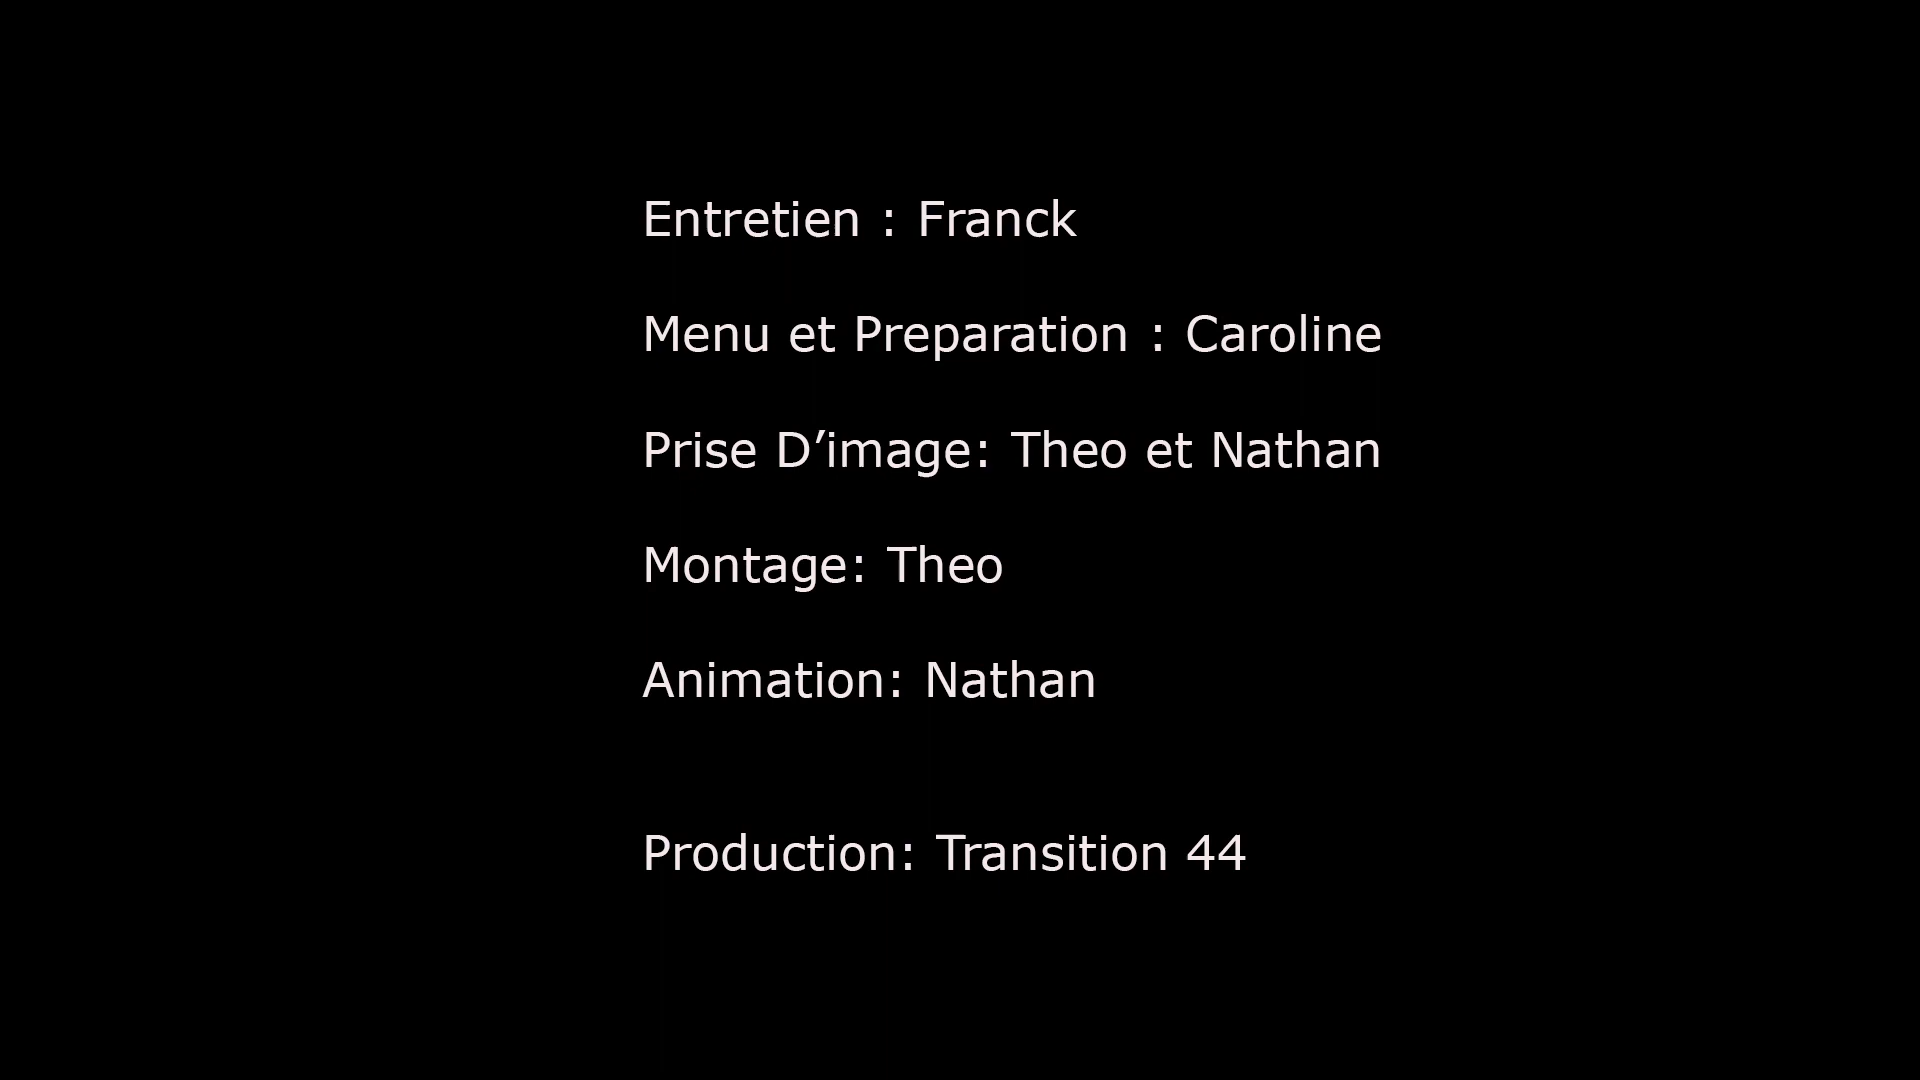 Entretien : Franck
Menu et Preparation : Caroline
Prise D’image: Theo et Nathan
Montage: Theo
Animation: Nathan
Production: Transition 44